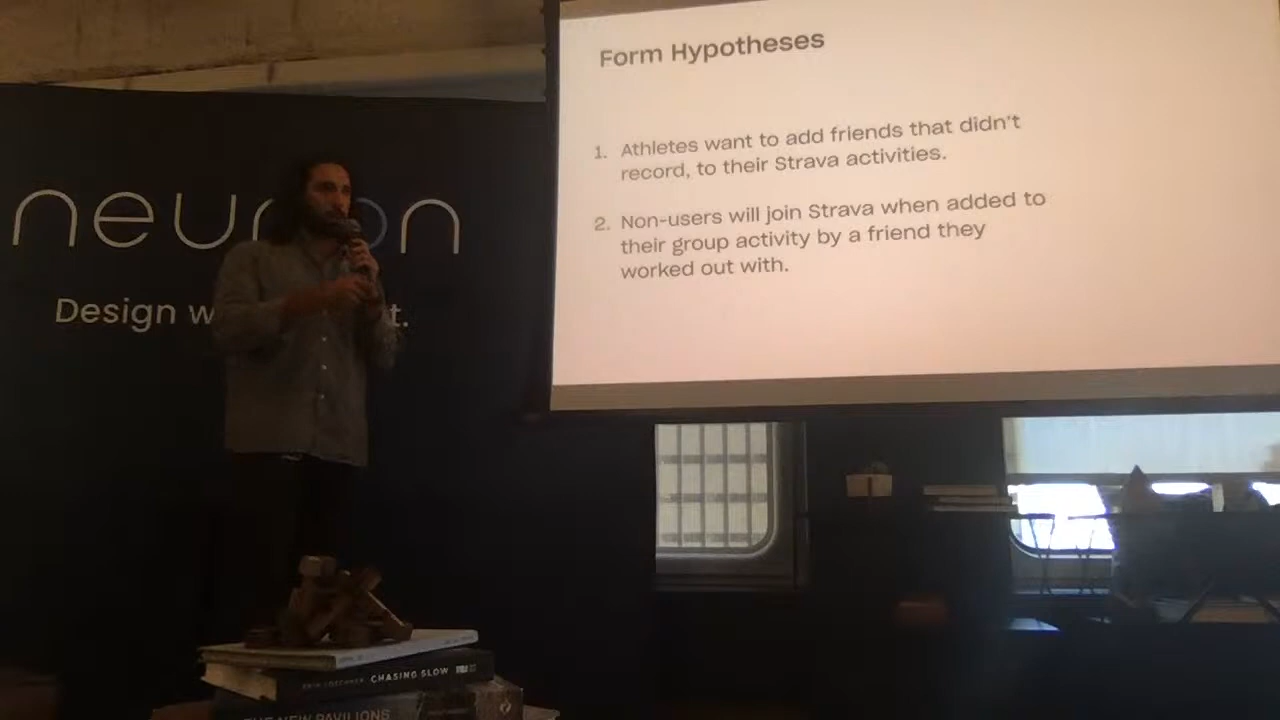 Form Hypotheses
1. Athletes want to add friends that didn't
record, to their Strava activities.
2. Non-users will join Strava when added to
their group activity by a friend they
worked out with.
neuron
Design w t.
CHASING SLOW
THE NEW PAVILIONS